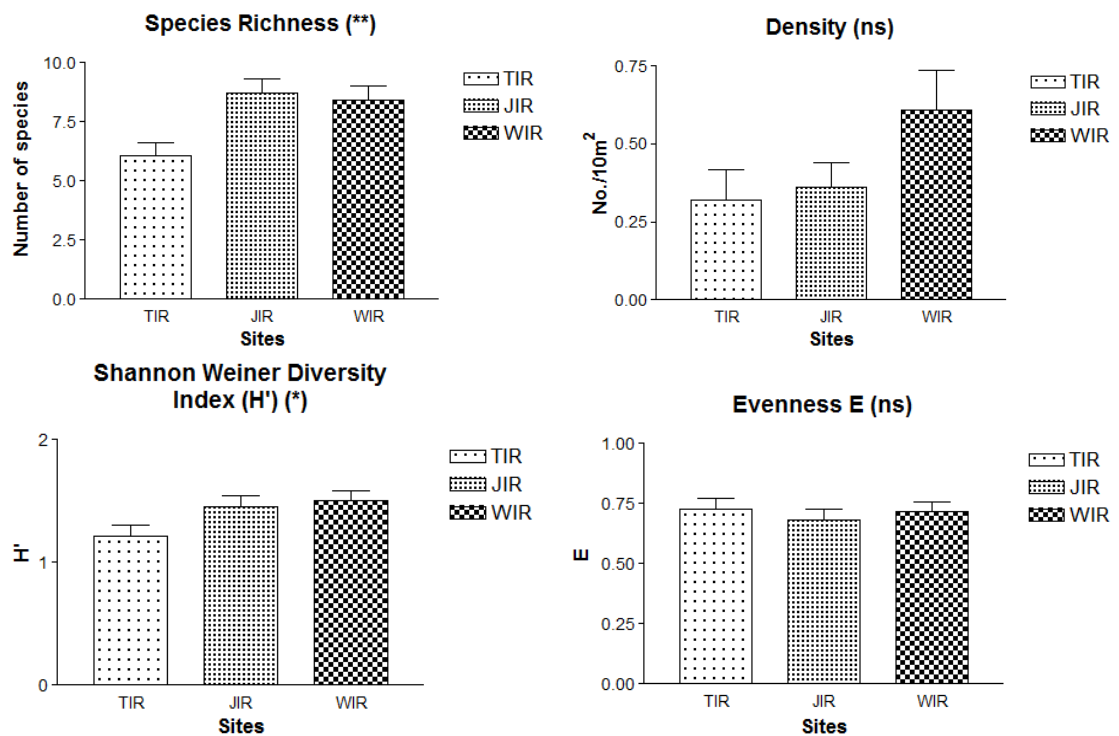 Species Richness (**)
10.0
7.5
5.0
2.5
0.0
Number of species
TIR
JIR
WIR
Sites
TIR
JIR
WIR
Density (ns)
0.75
0.50
0.25
0.00
No./10m²
TIR
JIR
WIR
Sites
TIR
JIR
WIR
Shannon Weiner Diversity
Index (H') (*)
2
1
0
H'
TIR
JIR
WIR
Sites
TIR
JIR
WIR
Evenness E (ns)
1.00
0.75
0.50
0.25
0.00
E
TIR
JIR
WIR
Sites
TIR
JIR
WIR